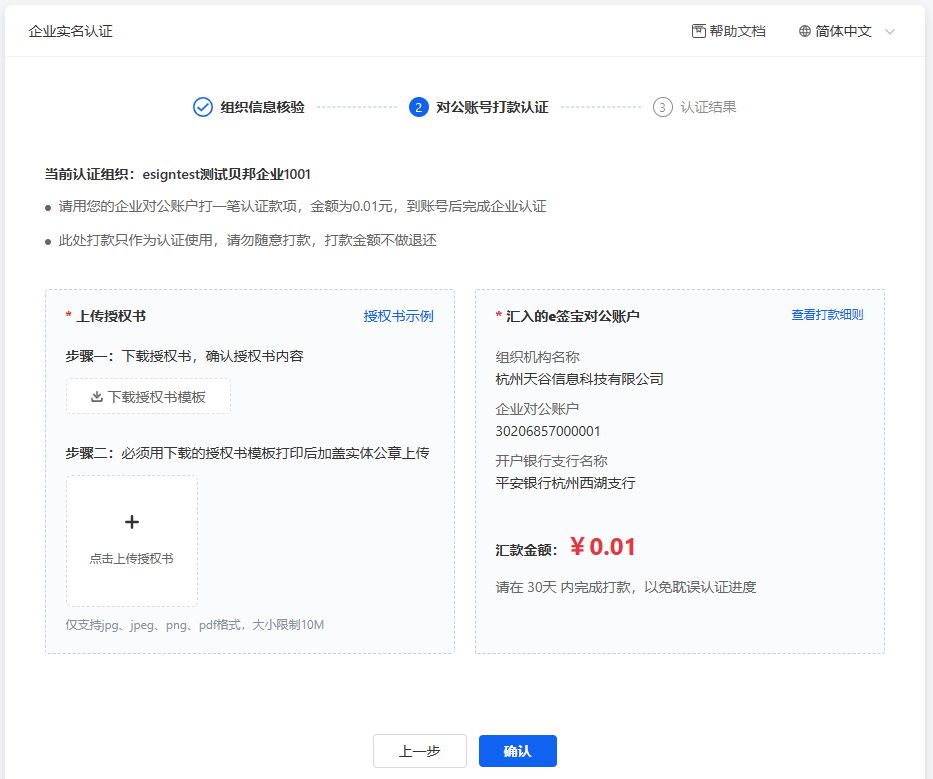 企业实名认证
帮助文档
简体中文
组织信息核验
2 对公账号打款认证
3 认证结果
当前认证组织：esigntest测试贝邦企业1001
● 请用您的企业对公账户打一笔认证款项，金额为0.01元，到账号后完成企业认证
● 此处打款只作为认证使用，请勿随意打款，打款金额不做退还
* 上传授权书
授权书示例
步骤一：下载授权书，确认授权书内容
下载授权书模板
步骤二：必须用下载的授权书模板打印后加盖实体公章上传
点击上传授权书
仅支持jpg、jpeg、png、pdf格式，大小限制10M
* 汇入的e签宝对公账户
查看打款细则
组织机构名称
杭州天谷信息科技有限公司
企业对公账户
30206857000001
开户银行支行名称
平安银行杭州西湖支行
汇款金额：￥0.01
请在 30天 内完成打款，以免耽误认证进度
上一步
确认